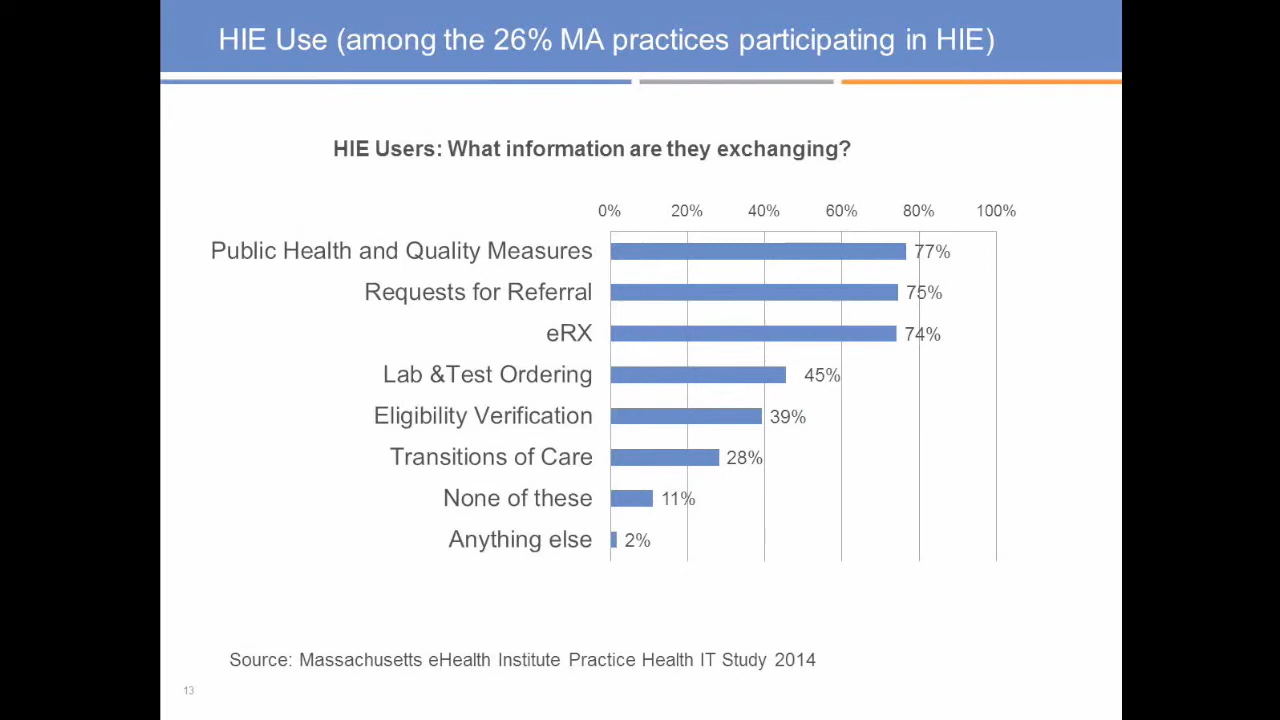 HIE Use (among the 26% MA practices participating in HIE)
HIE Users: What information are they exchanging?
0% 20% 40% 60% 80% 100%
Public Health and Quality Measures 77%
Requests for Referral 75%
eRX 74%
Lab &Test Ordering 45%
Eligibility Verification 39%
Transitions of Care 28%
None of these 11%
Anything else 2%
Source: Massachusetts eHealth Institute Practice Health IT Study 2014
13